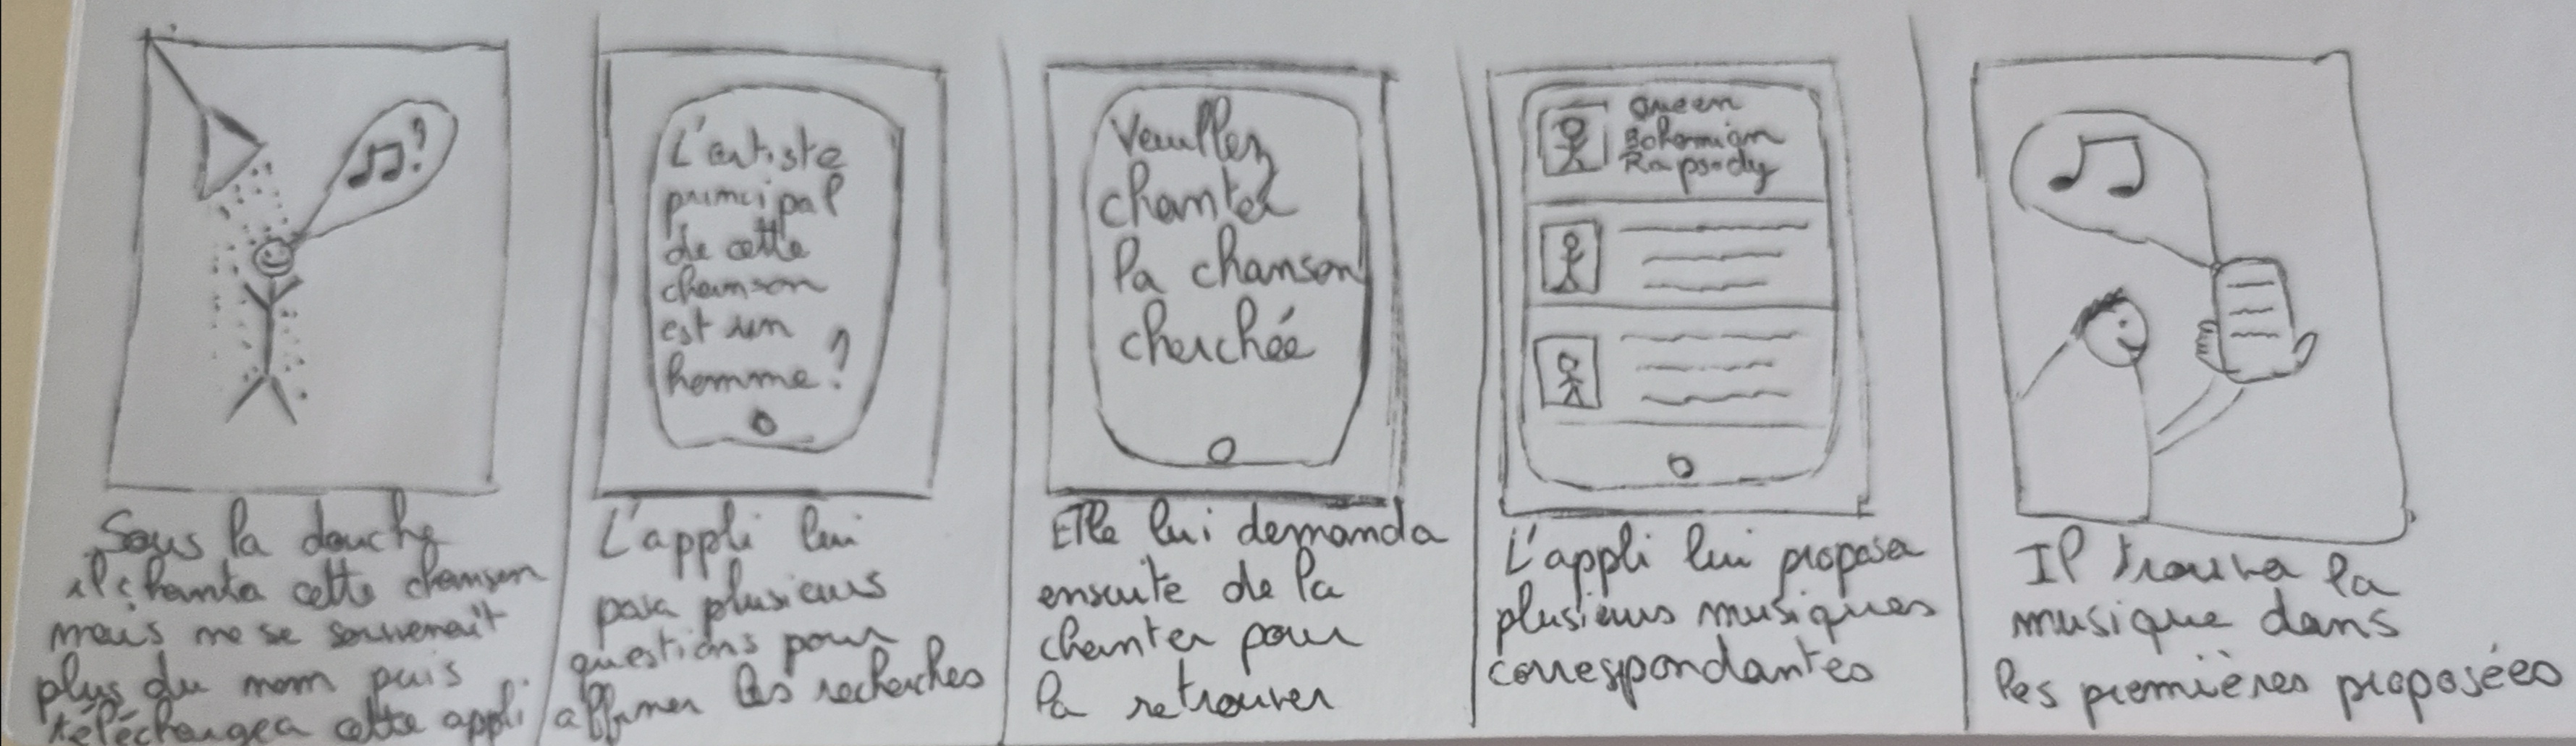 ?
Sous la douche
il chanta cette chanson
mais ne se souvenait
plus du nom puis
téléchargea cette appli
L'artiste
principal
de cette
chanson
est un
homme ?
L'appli lui
posa plusieurs
questions pour
affiner les recherches
Veuillez
chanter
la chanson
cherchée
Elle lui demanda
ensuite de la
chanter pour
la retrouver
Queen
Bohemian
Rapsody
L'appli lui proposa
plusieurs musiques
correspondantes
Il trouva la
musique dans
les premières proposées